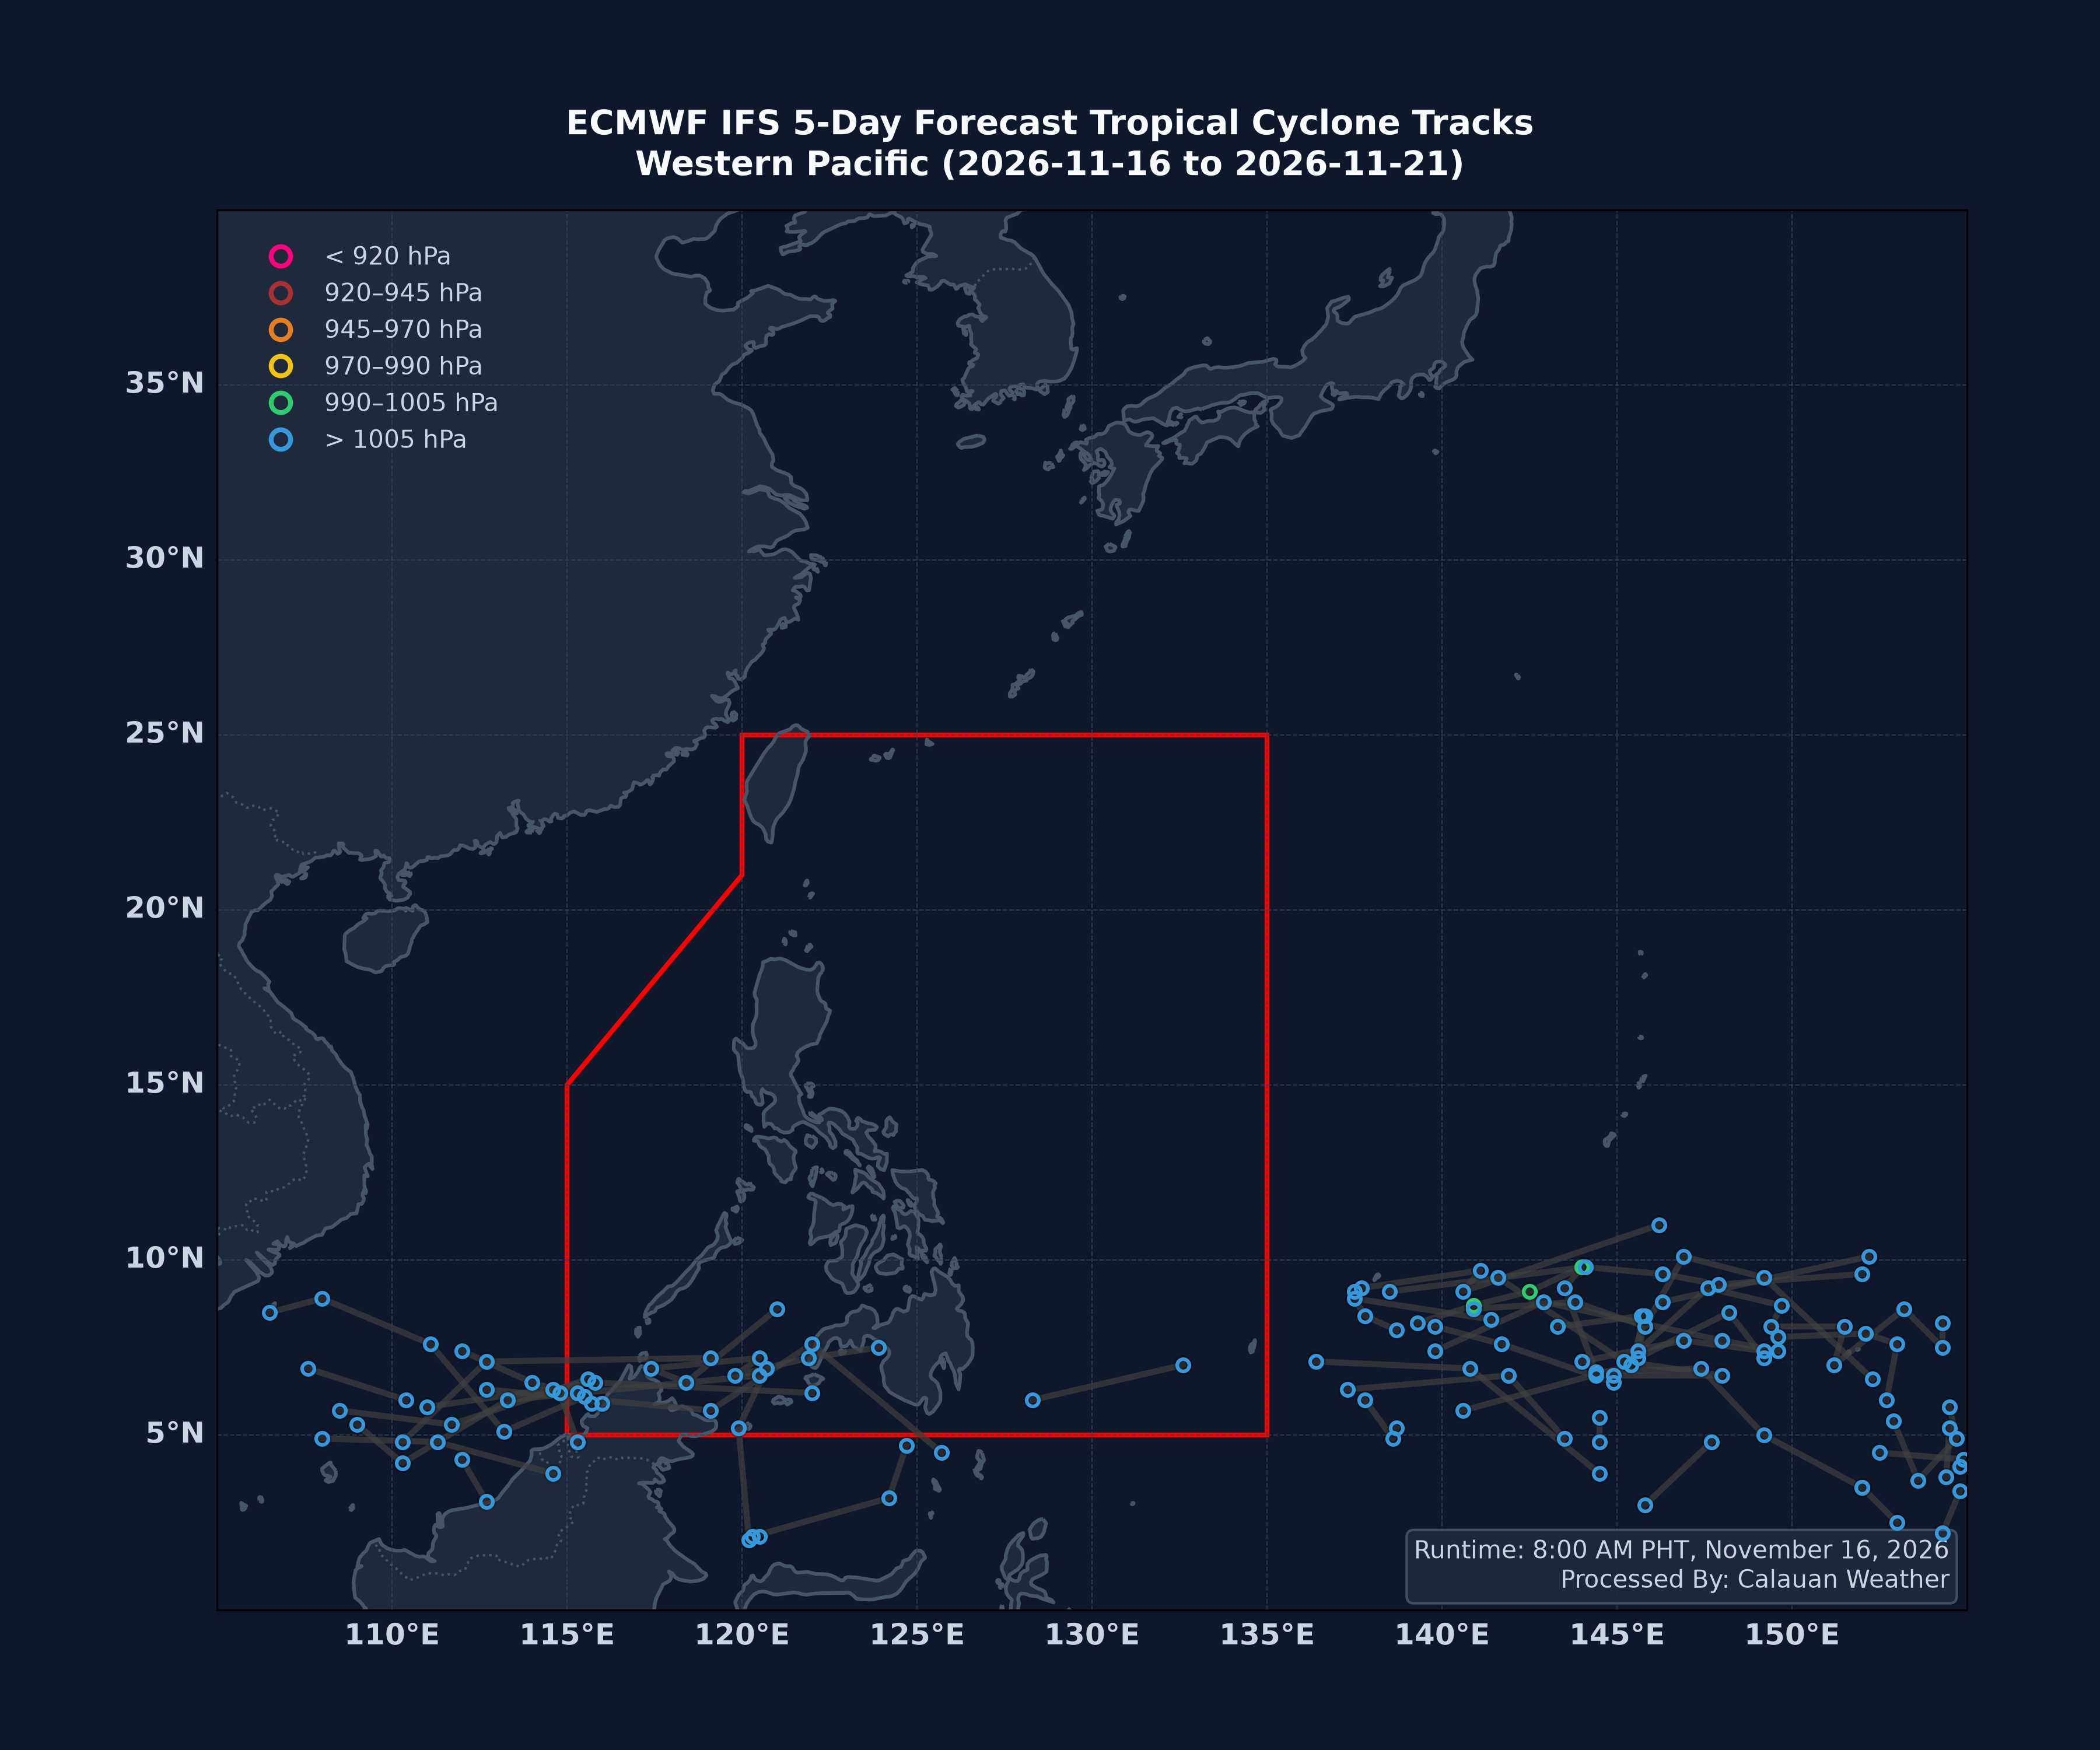 ECMWF IFS 5-Day Forecast Tropical Cyclone Tracks
Western Pacific (2026-11-16 to 2026-11-21)
< 920 hPa
920–945 hPa
945–970 hPa
970–990 hPa
990–1005 hPa
> 1005 hPa
35°N
30°N
25°N
20°N
15°N
10°N
5°N
Runtime: 8:00 AM PHT, November 16, 2026
Processed By: Calauan Weather
110°E
115°E
120°E
125°E
130°E
135°E
140°E
145°E
150°E